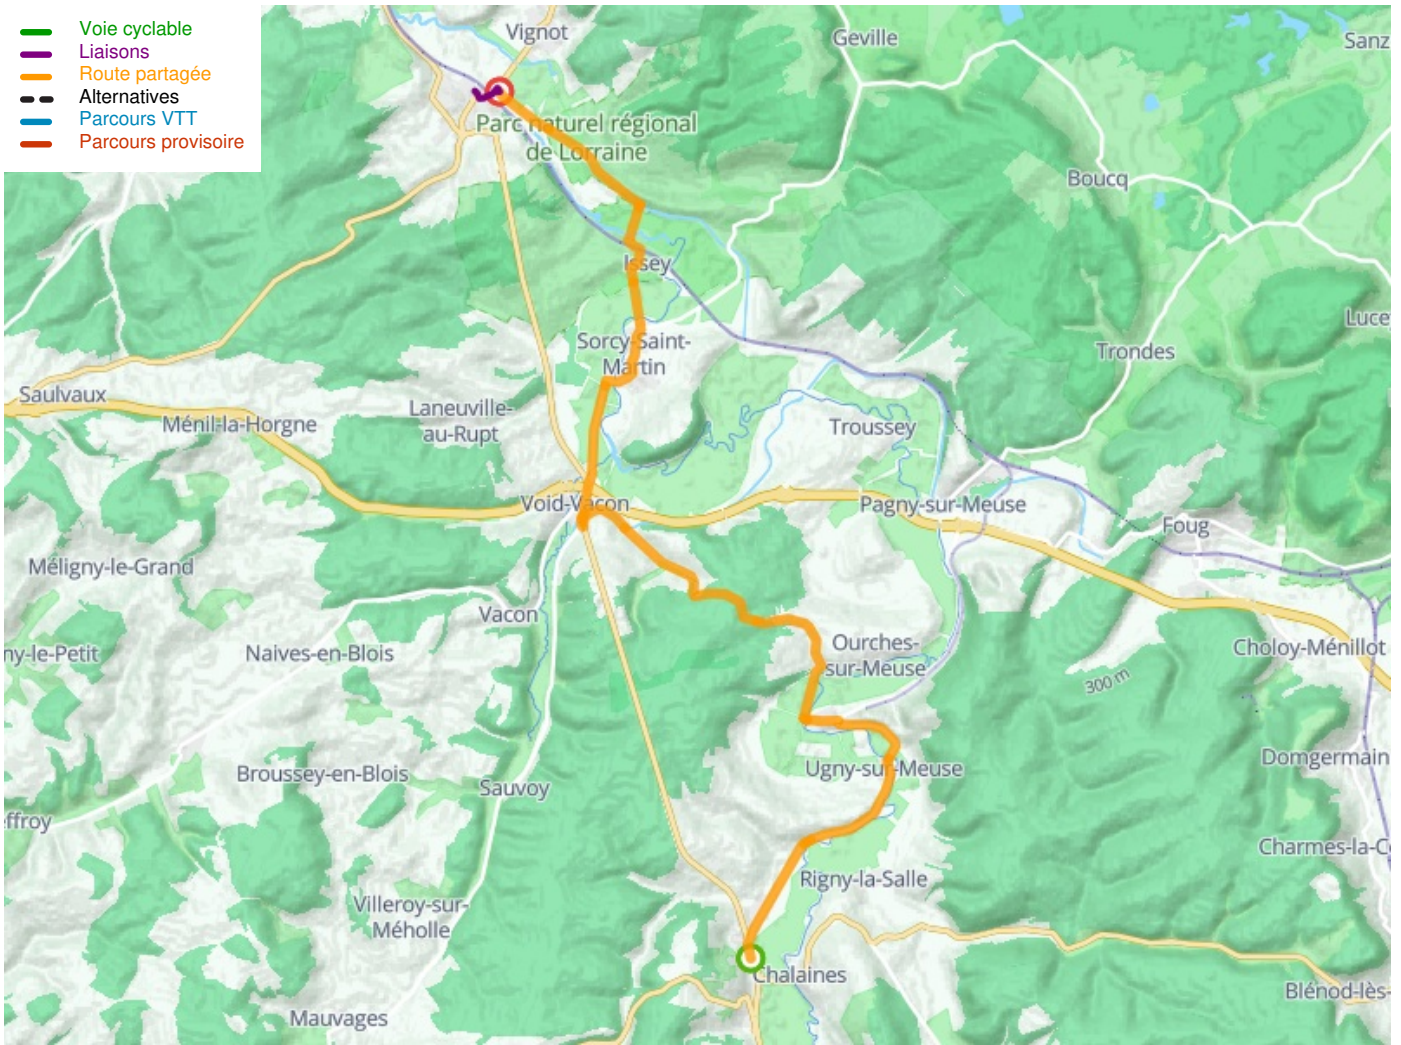 Voie cyclable
Liaisons
Route partagée
Alternatives
Parcours VTT
Parcours provisoire
Vignot
Geville
Sanz
Parc naturel régional
de Lorraine
Boucq
Issey
Luce
Sorcy-Saint-
Martin
Trondes
Saulvaux
Ménil-la-Horgne
Laneuville-
au-Rupt
Troussey
Void-Vacon
Pagny-sur-Meuse
Foug
Méligny-le-Grand
Vacon
ny-le-Petit
Naives-en-Blois
Ourches-
sur-Meuse
Choloy-Ménillot
300 m
Broussey-en-Blois
Sauvoy
Ugny-sur-Meuse
Domgermain
effroy
Charmes-la-C
Rigny-la-Salle
Villeroy-sur-
Méholle
Chalaines
Blénod-lès-
Mauvages